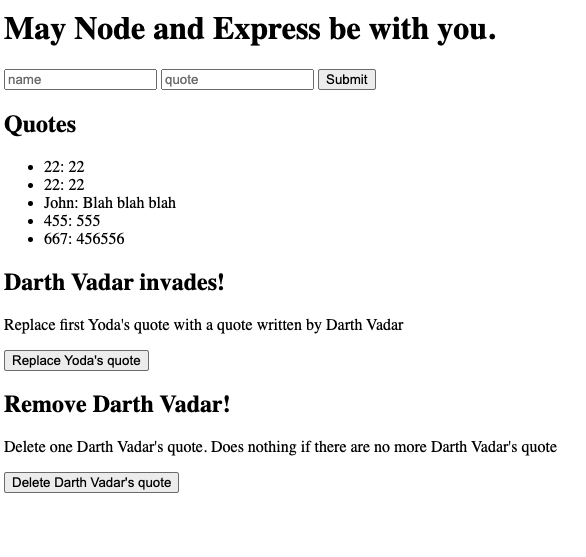 May Node and Express be with you.
name quote Submit
Quotes
22: 22
22: 22
John: Blah blah blah
455: 555
667: 456556
Darth Vadar invades!
Replace first Yoda's quote with a quote written by Darth Vadar
Replace Yoda's quote
Remove Darth Vadar!
Delete one Darth Vadar's quote. Does nothing if there are no more Darth Vadar's quote
Delete Darth Vadar's quote